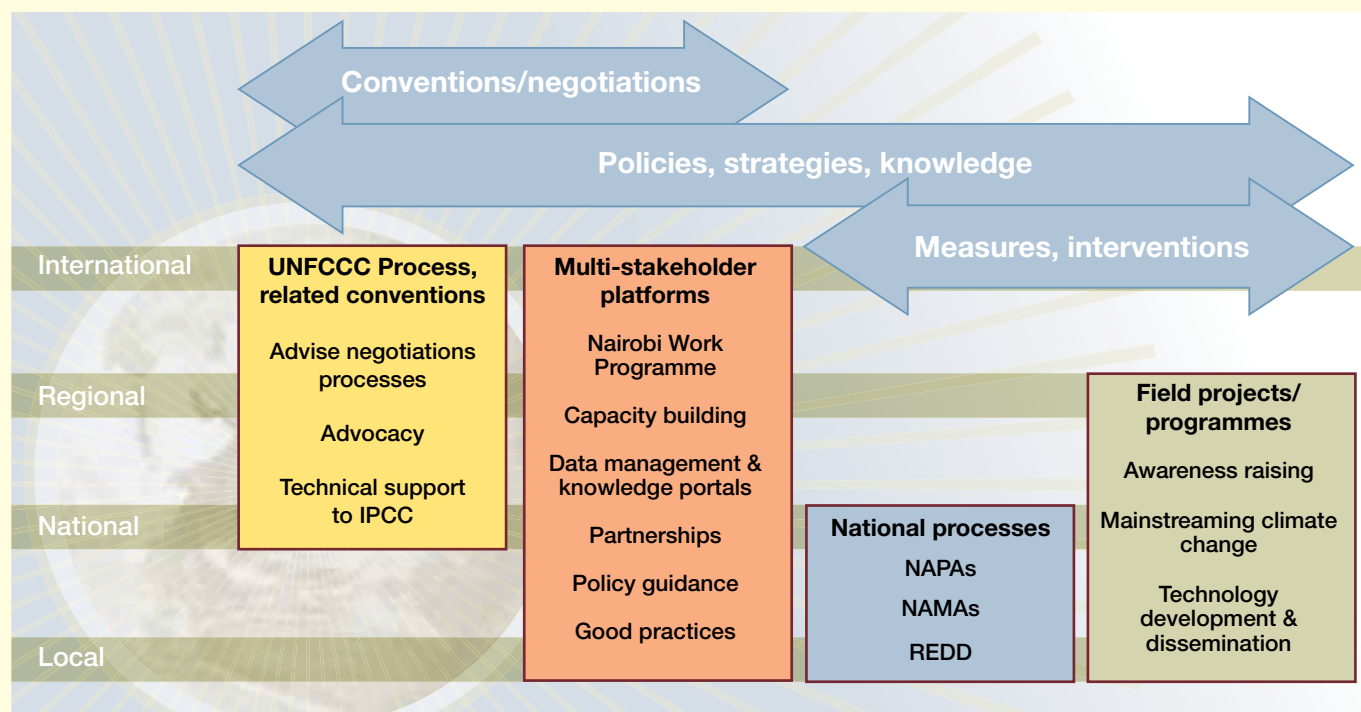 Conventions/negotiations
Policies, strategies, knowledge
Measures, interventions
International
Regional
National
Local
UNFCCC Process,
related conventions
Advise negotiations
processes
Advocacy
Technical support
to IPCC
Multi-stakeholder
platforms
Nairobi Work
Programme
Capacity building
Data management &
knowledge portals
Partnerships
Policy guidance
Good practices
National processes
NAPAs
NAMAs
REDD
Field projects/
programmes
Awareness raising
Mainstreaming climate
change
Technology
development &
dissemination